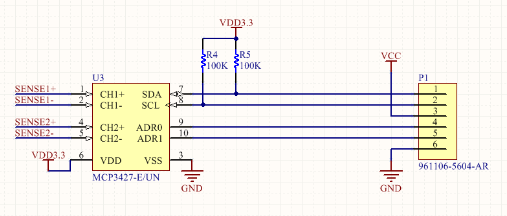 VDD3.3
R4
100K
R5
100K
VCC
U3
P1
SENSE1+ 1 CH1+ SDA 7 1
SENSE1- 2 CH1- SCL 8 2
3
SENSE2+ 4 CH2+ ADR0 9 4
SENSE2- 5 CH2- ADR1 10 5
6
VDD3.3 6 VDD VSS 3
MCP3427-E/UN
961106-5604-AR
GND
GND